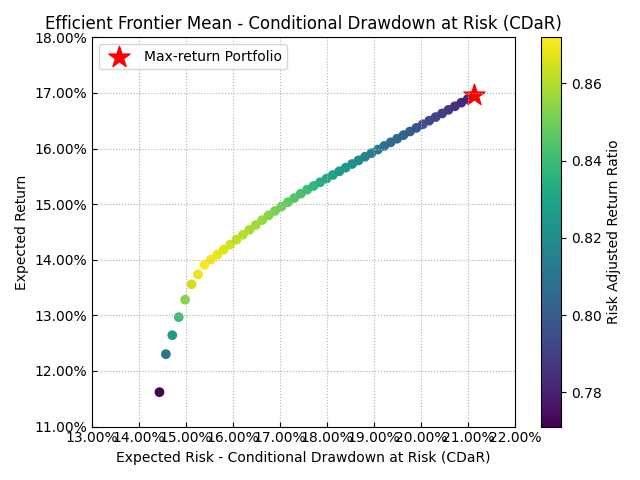 Efficient Frontier Mean - Conditional Drawdown at Risk (CDaR)
Max-return Portfolio
Expected Return
18.00%
17.00%
16.00%
15.00%
14.00%
13.00%
12.00%
11.00%
13.00% 14.00% 15.00% 16.00% 17.00% 18.00% 19.00% 20.00% 21.00% 22.00%
Expected Risk - Conditional Drawdown at Risk (CDaR)
0.86
0.84
0.82
0.80
0.78
Risk Adjusted Return Ratio